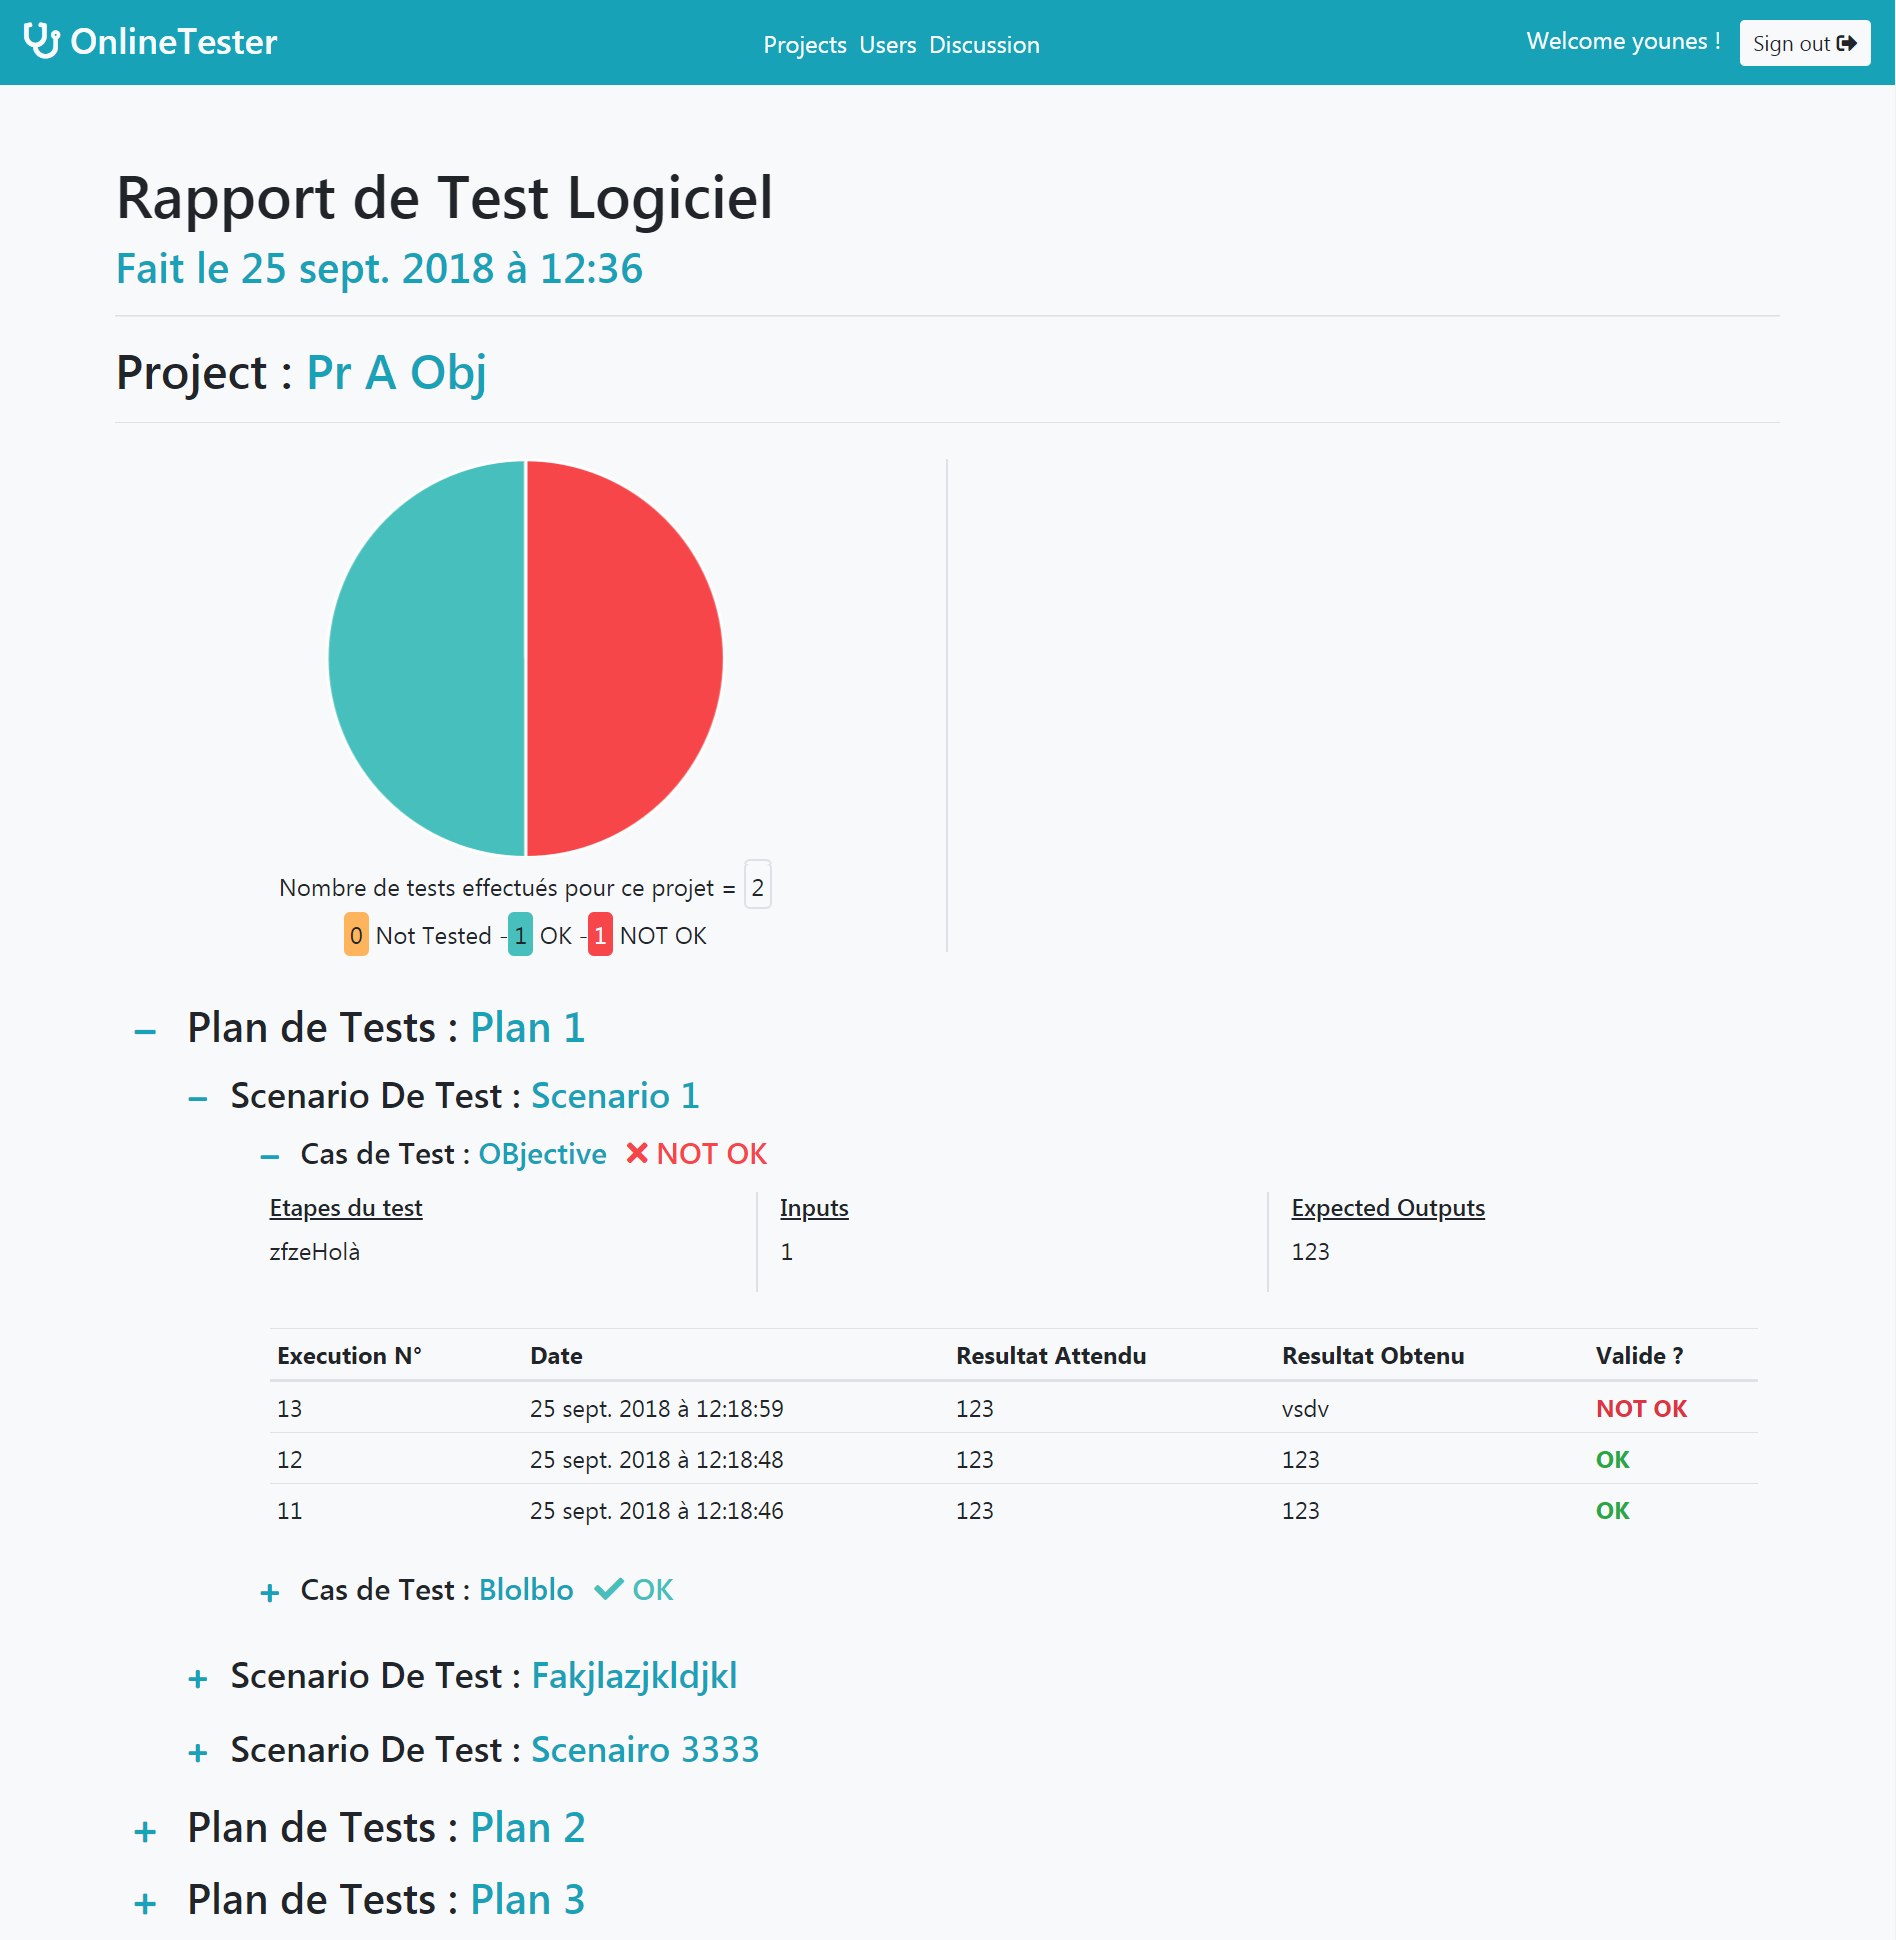 OnlineTester Projects Users Discussion Welcome younes ! Sign out
Rapport de Test Logiciel
Fait le 25 sept. 2018 à 12:36
Project : Pr A Obj
Nombre de tests effectués pour ce projet = 2
0 Not Tested - 1 OK - 1 NOT OK
Plan de Tests : Plan 1
Scenario De Test : Scenario 1
Cas de Test : OBjective NOT OK
Etapes du test Inputs Expected Outputs
zfzeHolà 1 123
Execution N° Date Resultat Attendu Resultat Obtenu Valide ?
13 25 sept. 2018 à 12:18:59 123 vsdv NOT OK
12 25 sept. 2018 à 12:18:48 123 123 OK
11 25 sept. 2018 à 12:18:46 123 123 OK
Cas de Test : Blolblo OK
Scenario De Test : Fakjlazjkldjkl
Scenario De Test : Scenairo 3333
Plan de Tests : Plan 2
Plan de Tests : Plan 3